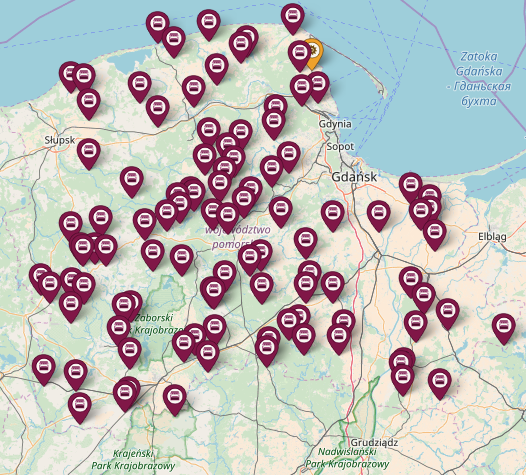 Zatoka
Gdańska
- Гданьская
бухта
Gdynia
Słupsk
Sopot
Gdańsk
Elbląg
województwo
pomorskie
Zaborski
Park Krajobrazowy
Krajeński
Park Krajobrazowy
Grudziądz
Nadwiślański
Park Krajobrazowy